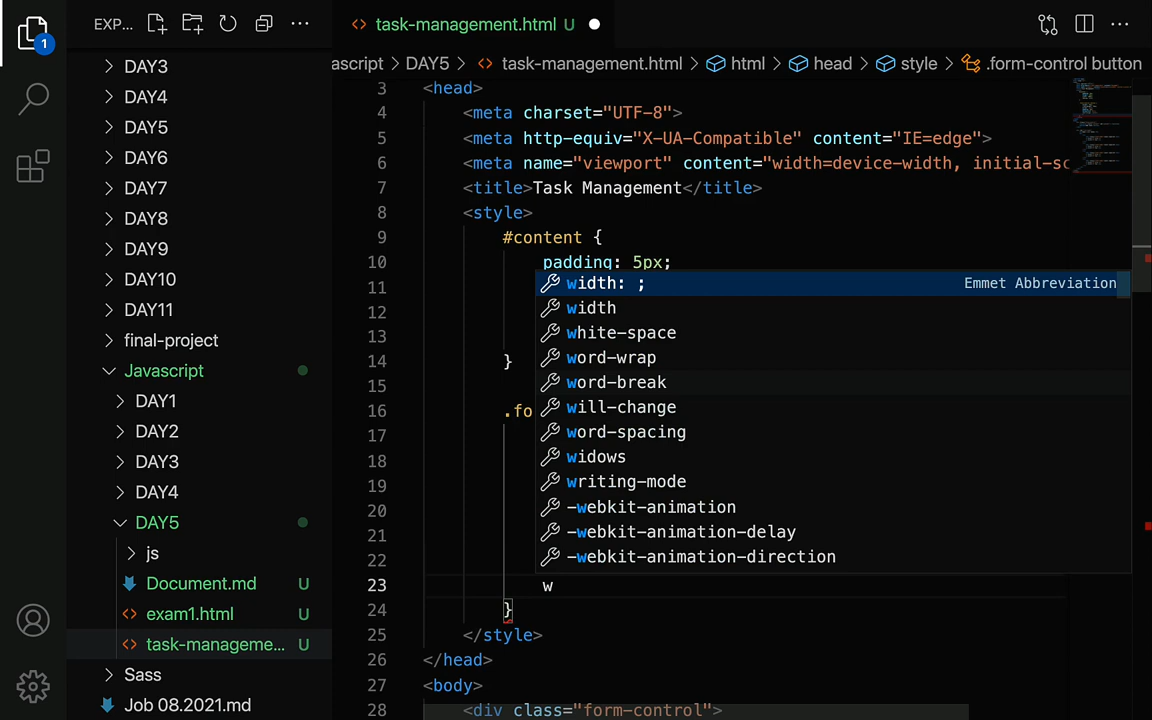 EXP...
task-management.html U
ascript > DAY5 > task-management.html > html > head > style > .form-control button
1
DAY3
DAY4
DAY5
DAY6
DAY7
DAY8
DAY9
DAY10
DAY11
final-project
Javascript
DAY1
DAY2
DAY3
DAY4
DAY5
js
Document.md U
exam1.html U
task-manageme... U
Sass
Job 08.2021.md
3 <head>
4 <meta charset="UTF-8">
5 <meta http-equiv="X-UA-Compatible" content="IE=edge">
6 <meta name="viewport" content="width=device-width, initial-sc
7 <title>Task Management</title>
8 <style>
9 #content {
10 padding: 5px;
11
12
13
14 }
15
16 .fo
17
18
19
20
21
22
width: ; Emmet Abbreviation
width
white-space
word-wrap
word-break
will-change
word-spacing
widows
writing-mode
-webkit-animation
-webkit-animation-delay
-webkit-animation-direction
23 w
24 }
25 </style>
26 </head>
27 <body>
28 <div class="form-control">